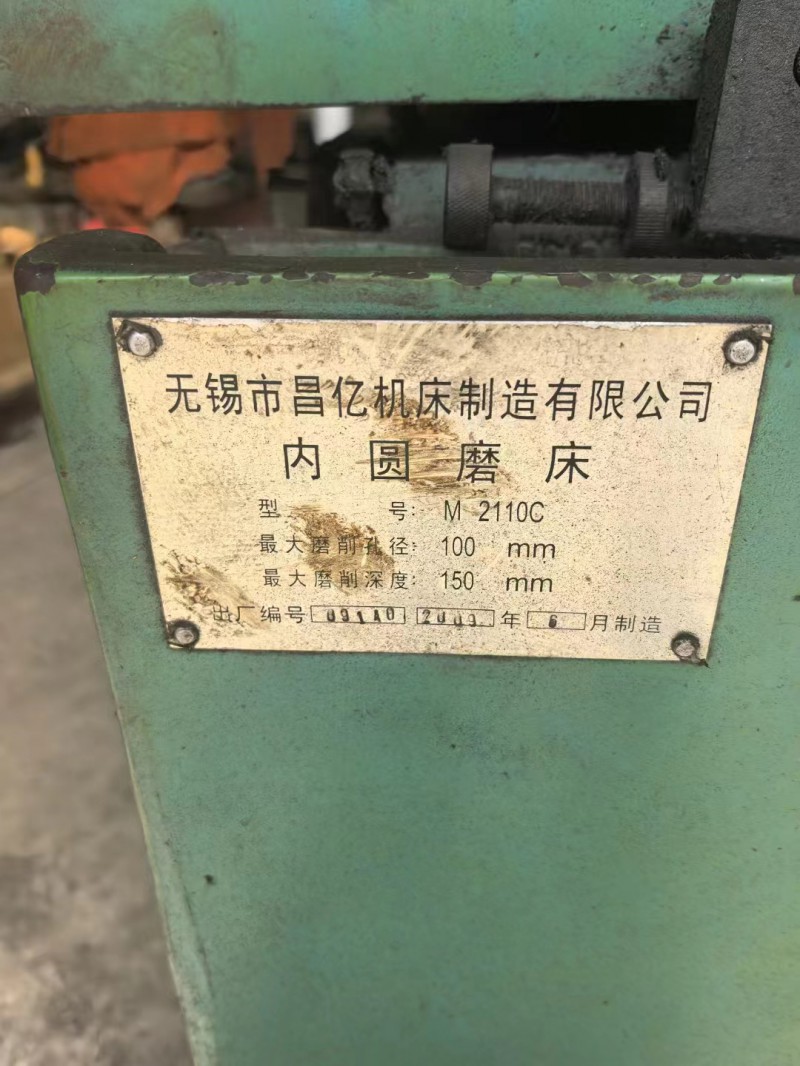 无锡市昌亿机床制造有限公司
内圆磨床
型 号: M 2110C
最大磨削孔径: 100 mm
最大磨削深度: 150 mm
出厂编号 091A0 2009 年 6 月制造